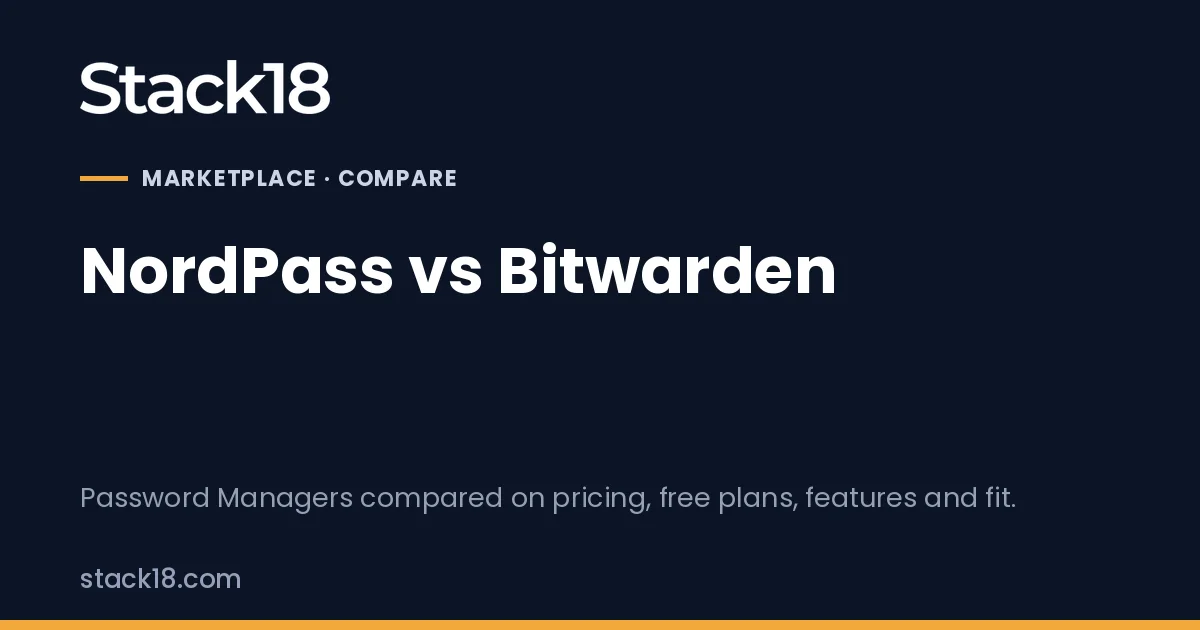 Stack18
MARKETPLACE · COMPARE
NordPass vs Bitwarden
Password Managers compared on pricing, free plans, features and fit.
stack18.com